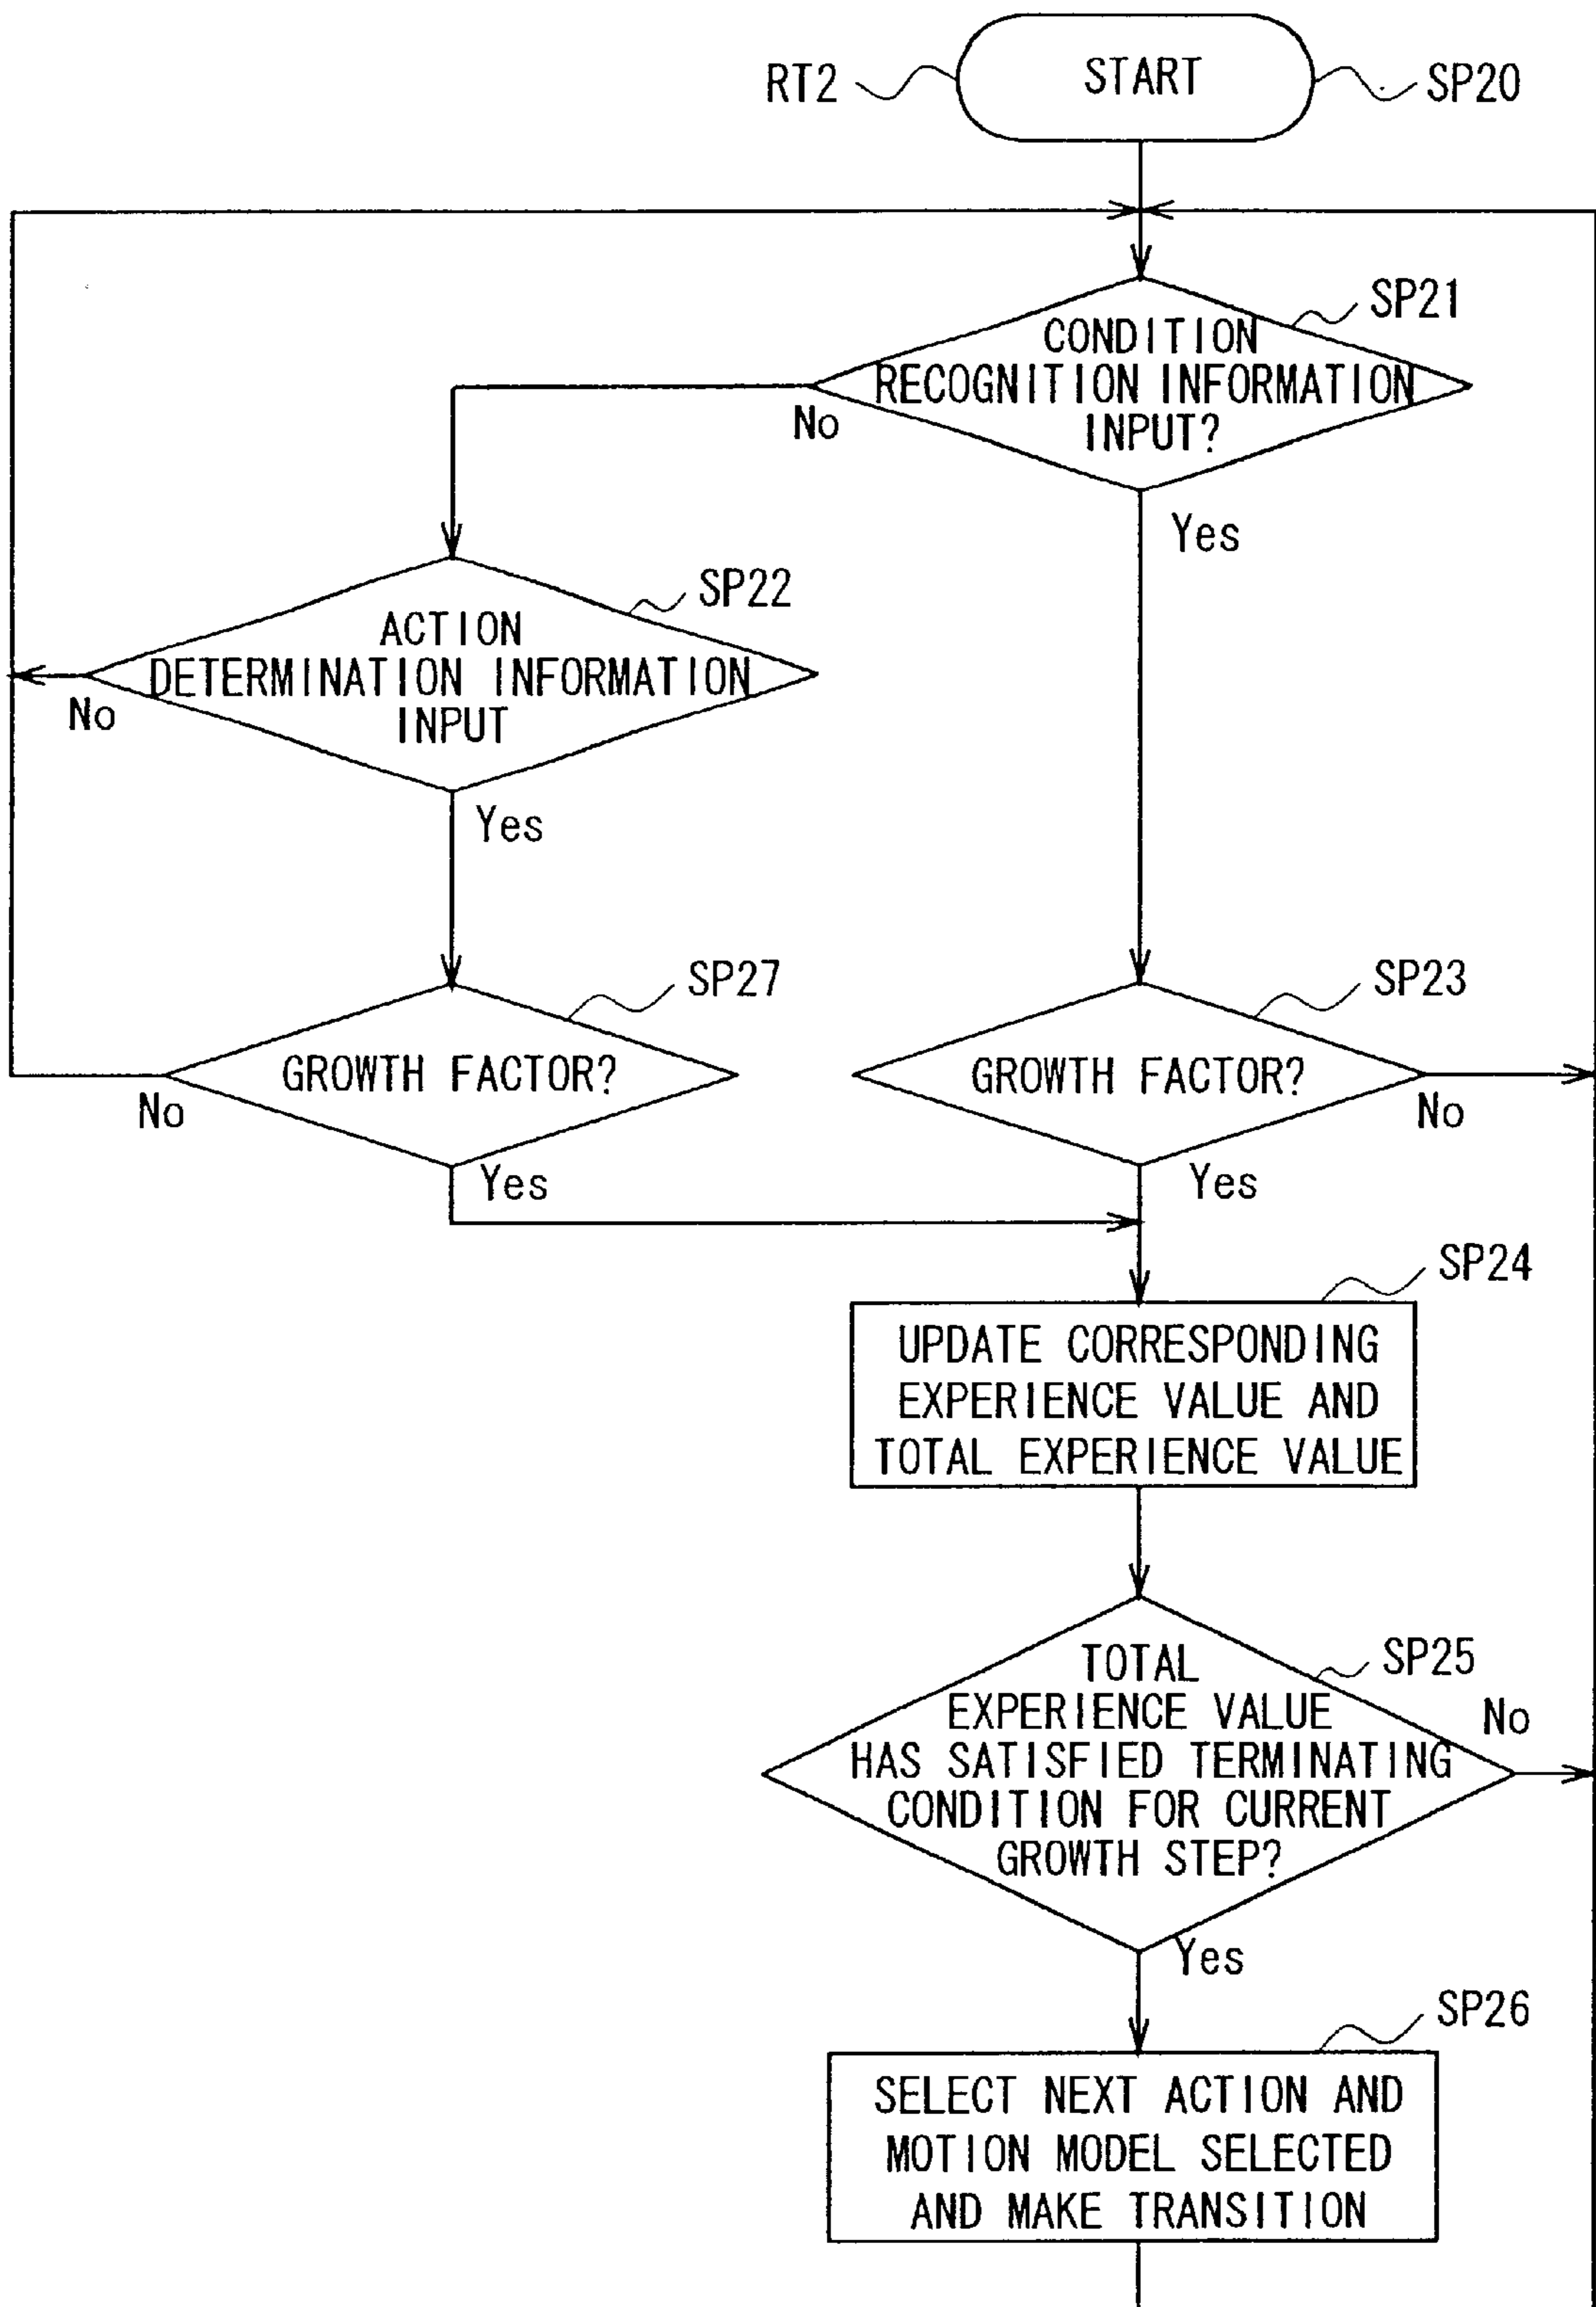 RT2
START
SP20
SP21
CONDITION
RECOGNITION INFORMATION
INPUT?
No
Yes
SP22
ACTION
DETERMINATION INFORMATION
INPUT
No
Yes
SP27
GROWTH FACTOR?
No
Yes
SP23
GROWTH FACTOR?
No
Yes
SP24
UPDATE CORRESPONDING
EXPERIENCE VALUE AND
TOTAL EXPERIENCE VALUE
SP25
TOTAL
EXPERIENCE VALUE
HAS SATISFIED TERMINATING
CONDITION FOR CURRENT
GROWTH STEP?
No
Yes
SP26
SELECT NEXT ACTION AND
MOTION MODEL SELECTED
AND MAKE TRANSITION